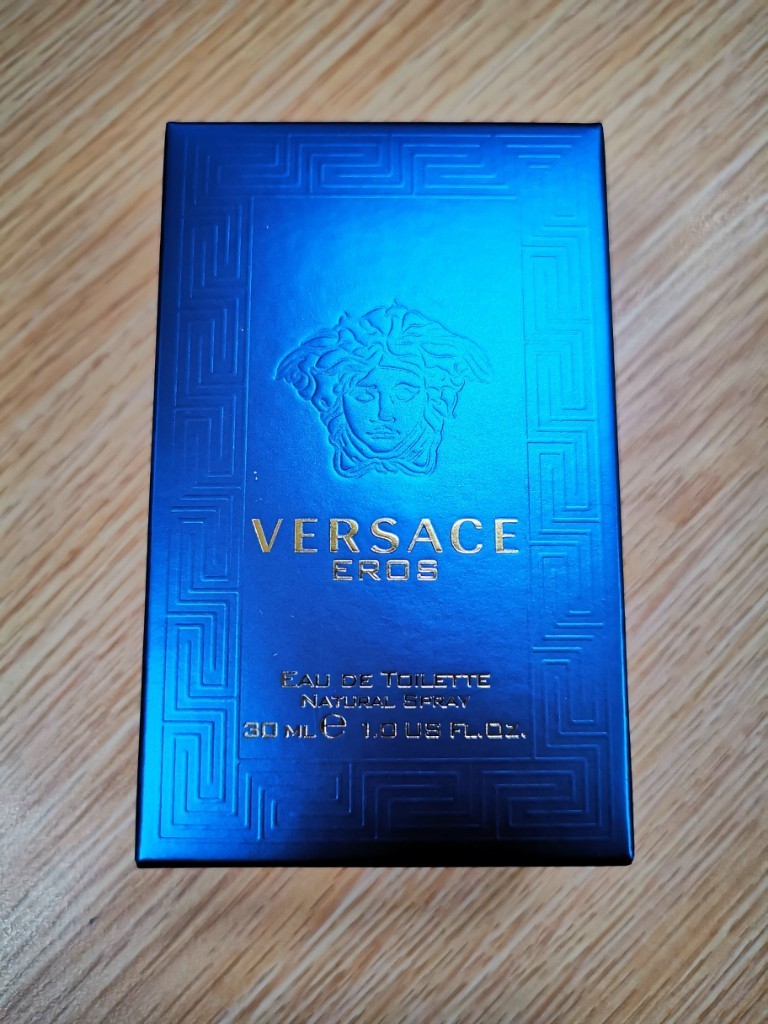 VERSACE
EROS
EAU DE TOILETTE
NATURAL SPRAY
30 ML ℮ 1.0 US FL.OZ.